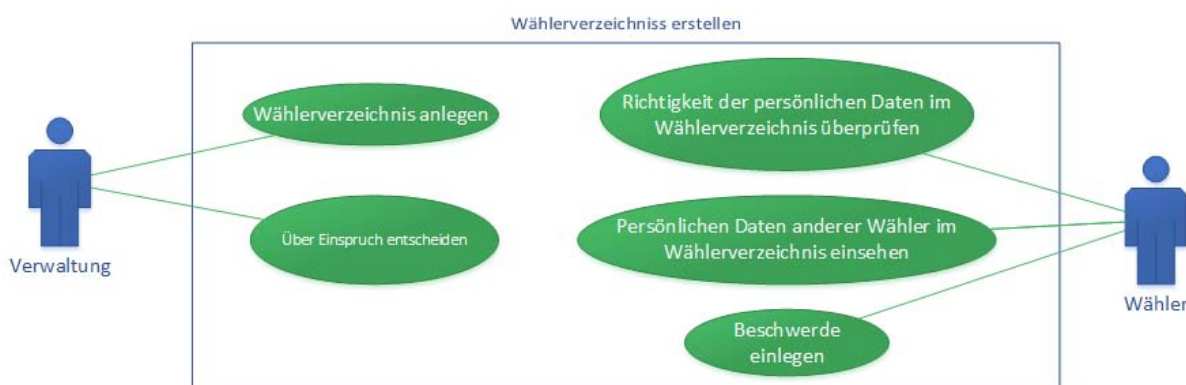 Wählerverzeichniss erstellen
Wählerverzeichnis anlegen
Richtigkeit der persönlichen Daten im
Wählerverzeichnis überprüfen
Über Einspruch entscheiden
Persönlichen Daten anderer Wähler im
Wählerverzeichnis einsehen
Verwaltung
Wähler
Beschwerde
einlegen